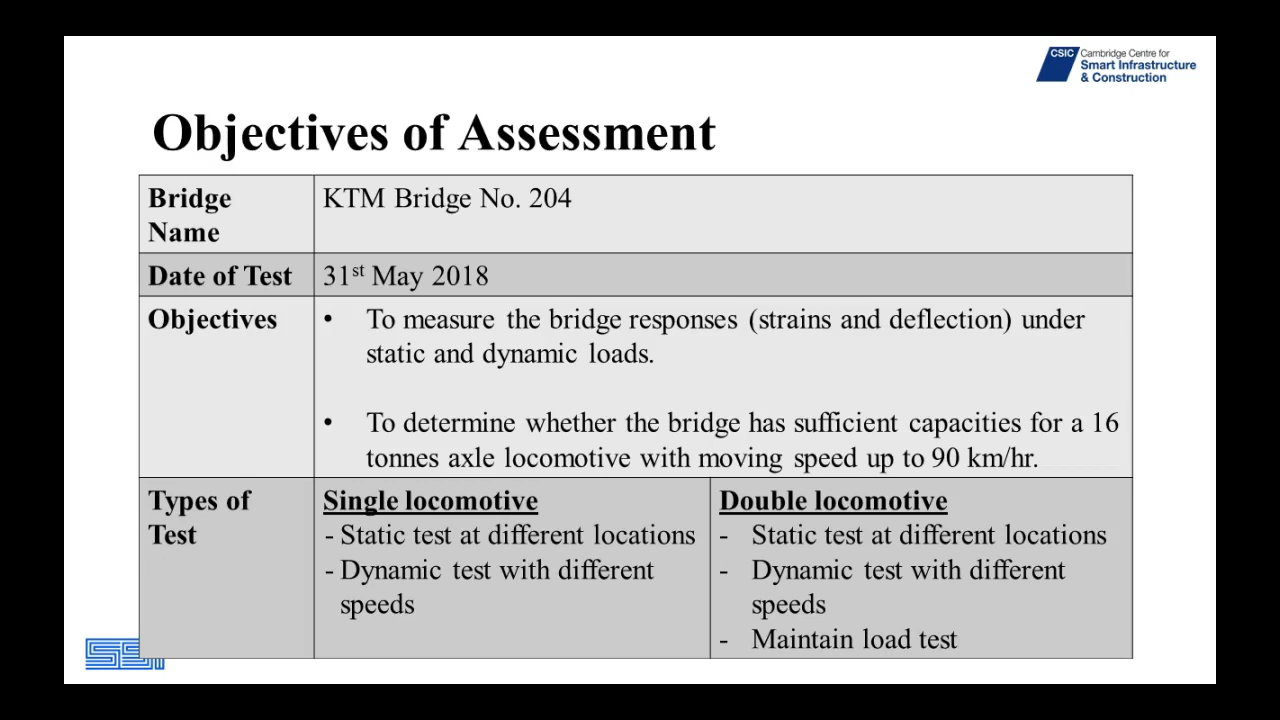 CSIC
Cambridge Centre for
Smart Infrastructure
& Construction
Objectives of Assessment
Bridge
Name
KTM Bridge No. 204
Date of Test
31st May 2018
Objectives
• To measure the bridge responses (strains and deflection) under
static and dynamic loads.
• To determine whether the bridge has sufficient capacities for a 16
tonnes axle locomotive with moving speed up to 90 km/hr.
Types of
Test
Single locomotive
- Static test at different locations
- Dynamic test with different
speeds
Double locomotive
- Static test at different locations
- Dynamic test with different
speeds
- Maintain load test